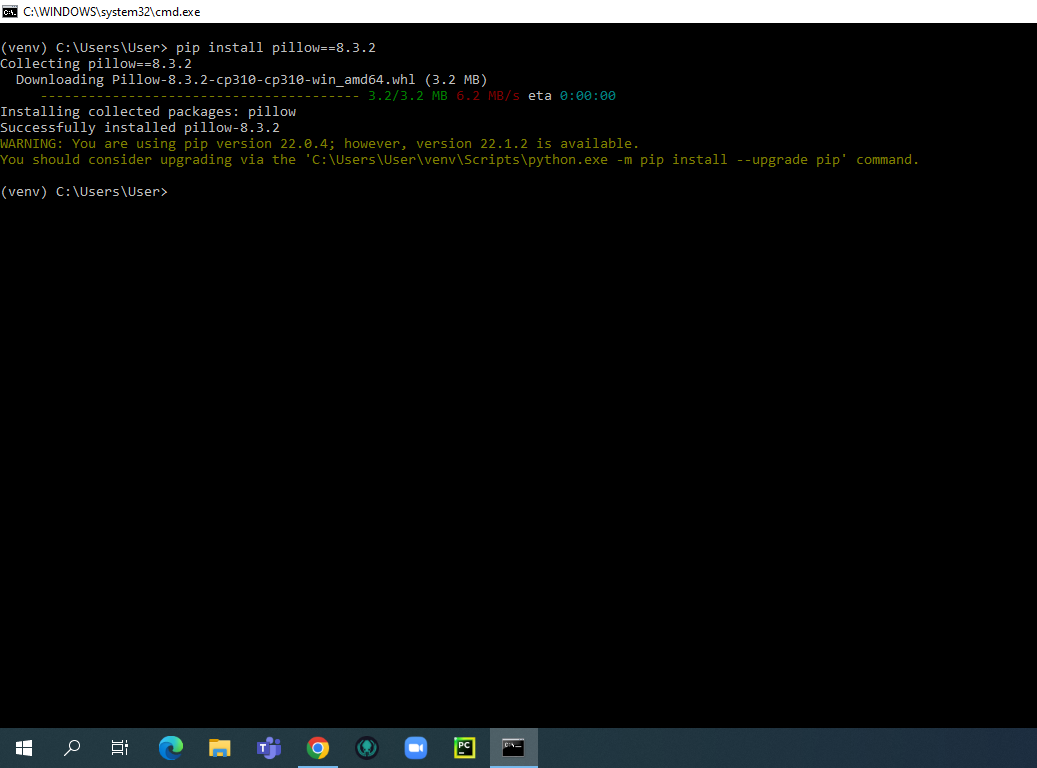 C:\WINDOWS\system32\cmd.exe
(venv) C:\Users\User> pip install pillow==8.3.2
Collecting pillow==8.3.2
  Downloading Pillow-8.3.2-cp310-cp310-win_amd64.whl (3.2 MB)
     ---------------------------------------- 3.2/3.2 MB 6.2 MB/s eta 0:00:00
Installing collected packages: pillow
Successfully installed pillow-8.3.2
WARNING: You are using pip version 22.0.4; however, version 22.1.2 is available.
You should consider upgrading via the 'C:\Users\User\venv\Scripts\python.exe -m pip install --upgrade pip' command.
(venv) C:\Users\User>
PC